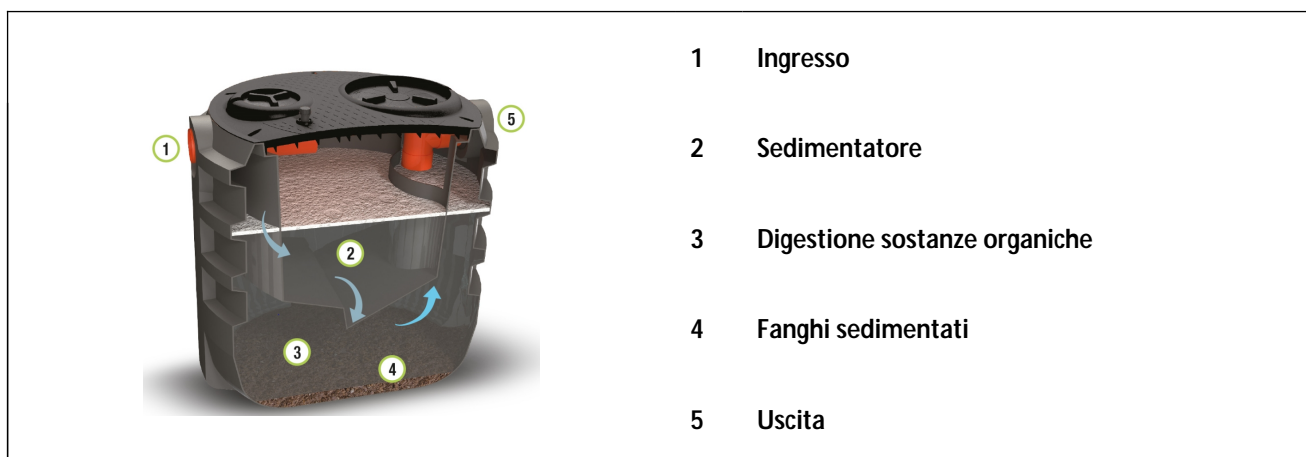 1
5
2
3
4
1 Ingresso
2 Sedimentatore
3 Digestione sostanze organiche
4 Fanghi sedimentati
5 Uscita